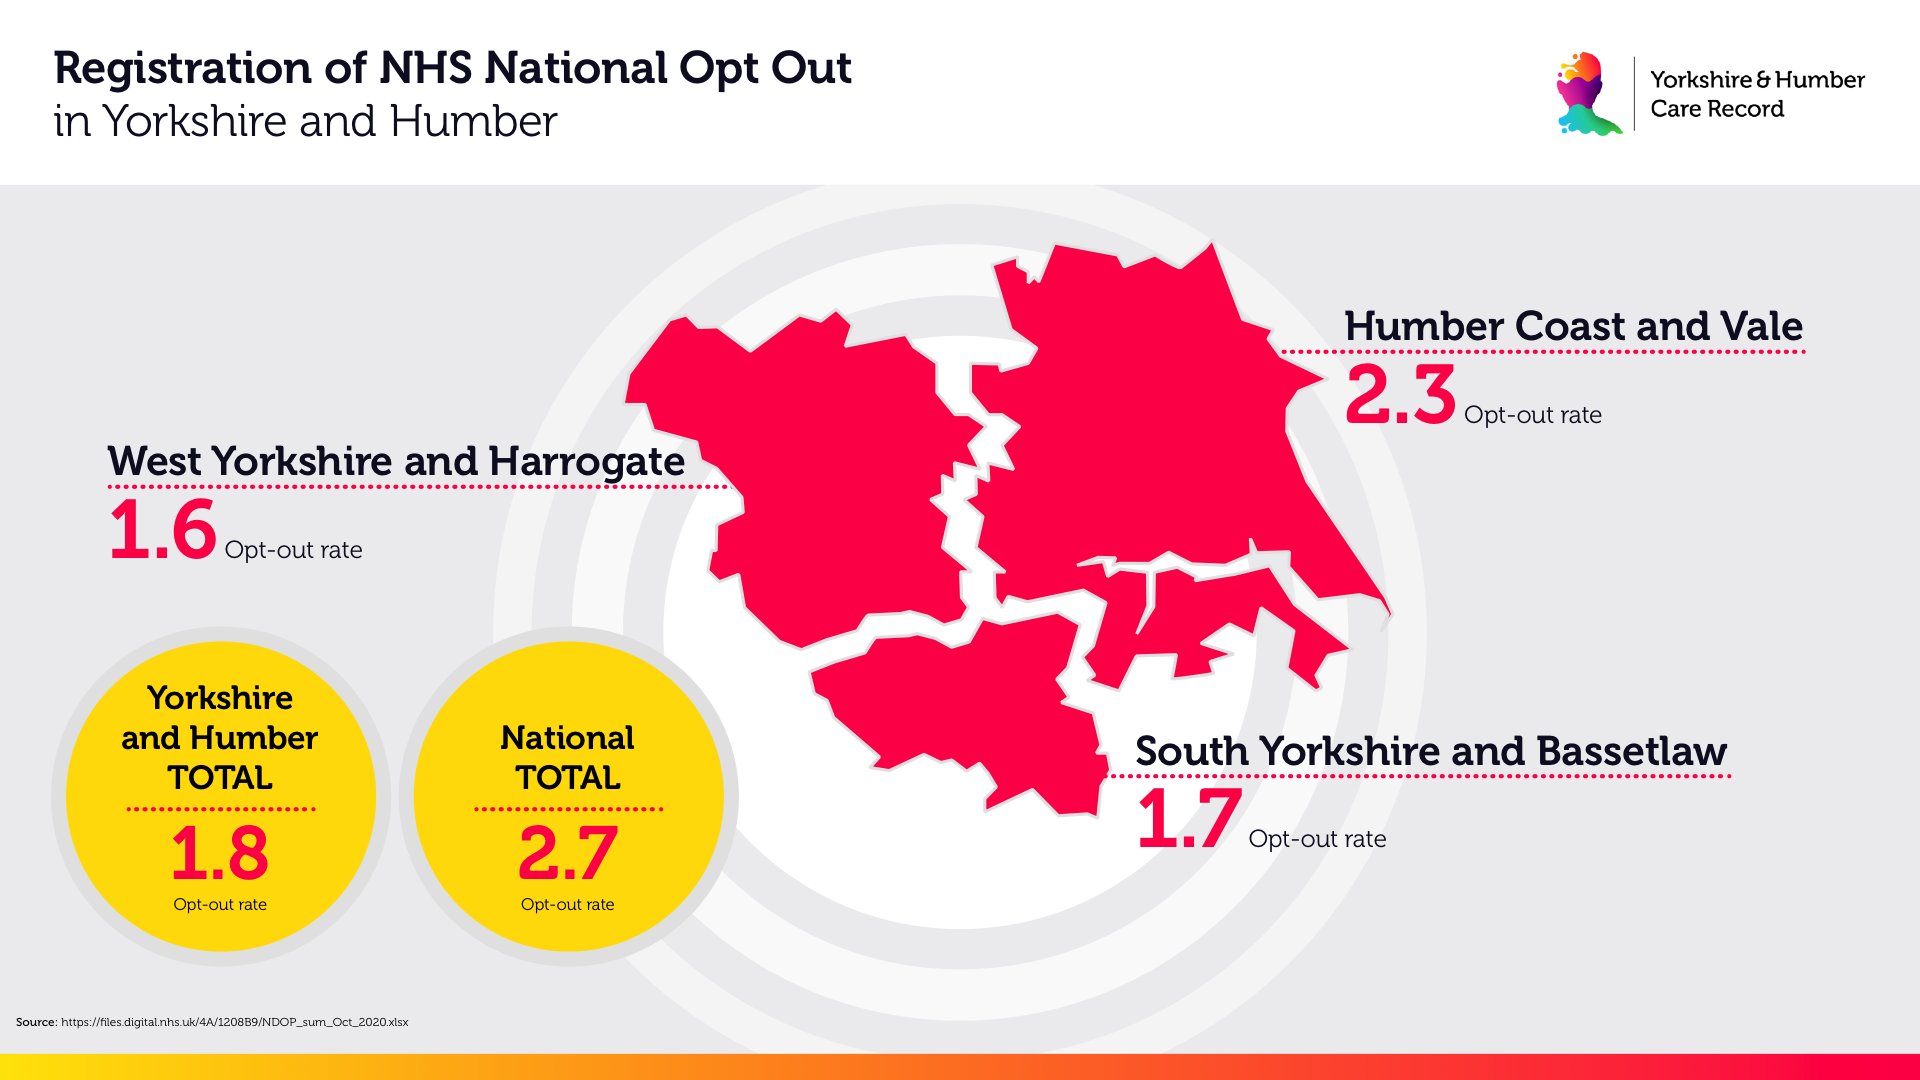 Registration of NHS National Opt Out
in Yorkshire and Humber
Yorkshire & Humber
Care Record
Humber Coast and Vale
2.3 Opt-out rate
West Yorkshire and Harrogate
1.6 Opt-out rate
South Yorkshire and Bassetlaw
1.7 Opt-out rate
Yorkshire
and Humber
TOTAL
1.8
Opt-out rate
National
TOTAL
2.7
Opt-out rate
Source: https://files.digital.nhs.uk/4A/1208B9/NDOP_sum_Oct_2020.xlsx